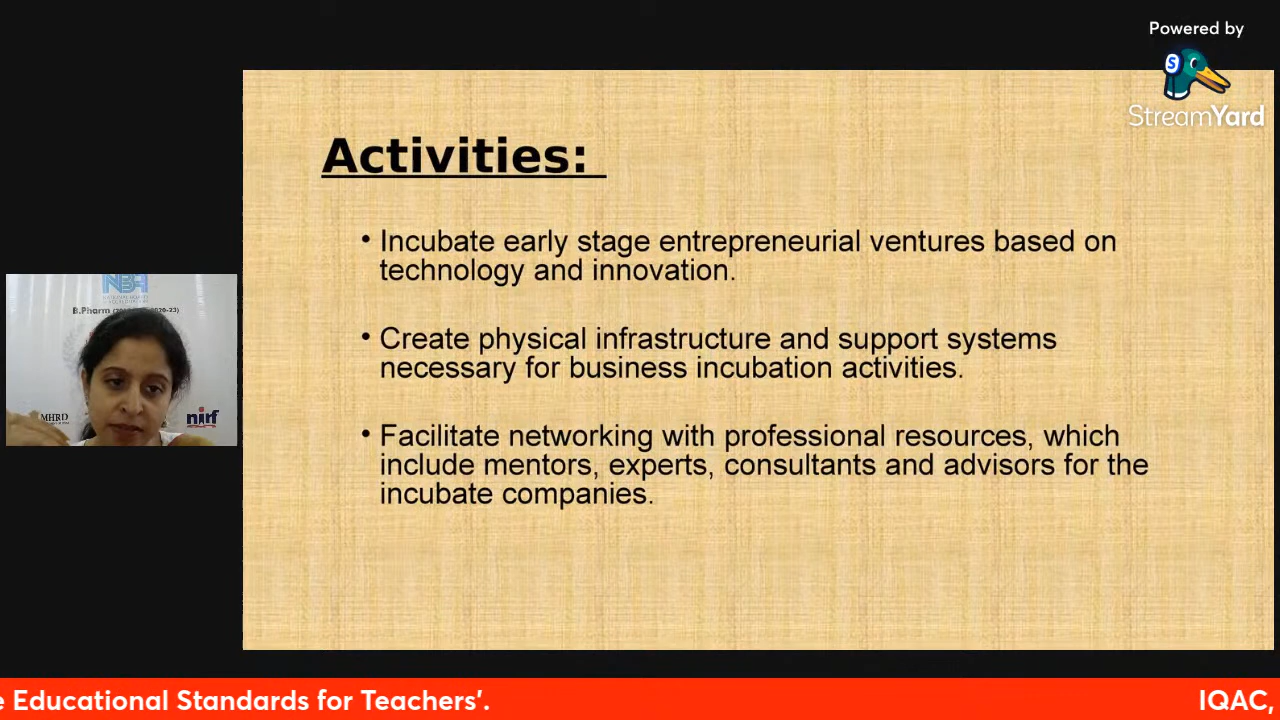 Powered by
StreamYard
Activities:
• Incubate early stage entrepreneurial ventures based on
technology and innovation.
• Create physical infrastructure and support systems
necessary for business incubation activities.
• Facilitate networking with professional resources, which
include mentors, experts, consultants and advisors for the
incubate companies.
NBA
B.Pharm
MHRD
nirf
e Educational Standards for Teachers'.
IQAC,